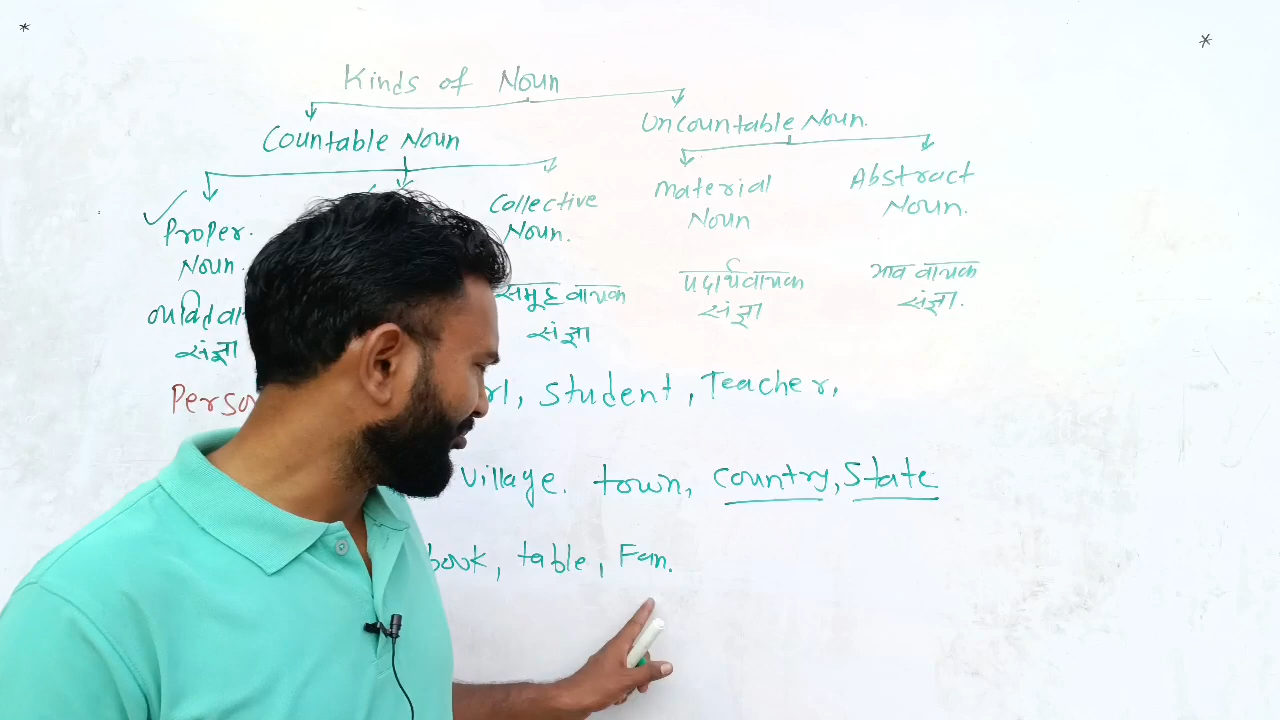 Kinds of Noun
Countable Noun
Uncountable Noun.
Proper.
Noun.
Collective
Noun.
Material
Noun
Abstract
Noun.
संज्ञा
समूहवाचक
संज्ञा
पदार्थवाचक
संज्ञा
भाव वाचक
संज्ञा.
Student, Teacher,
Village. town, Country, State
book, table, Fan.